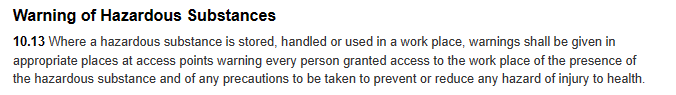 Warning of Hazardous Substances
10.13 Where a hazardous substance is stored, handled or used in a work place, warnings shall be given in
appropriate places at access points warning every person granted access to the work place of the presence of
the hazardous substance and of any precautions to be taken to prevent or reduce any hazard of injury to health.